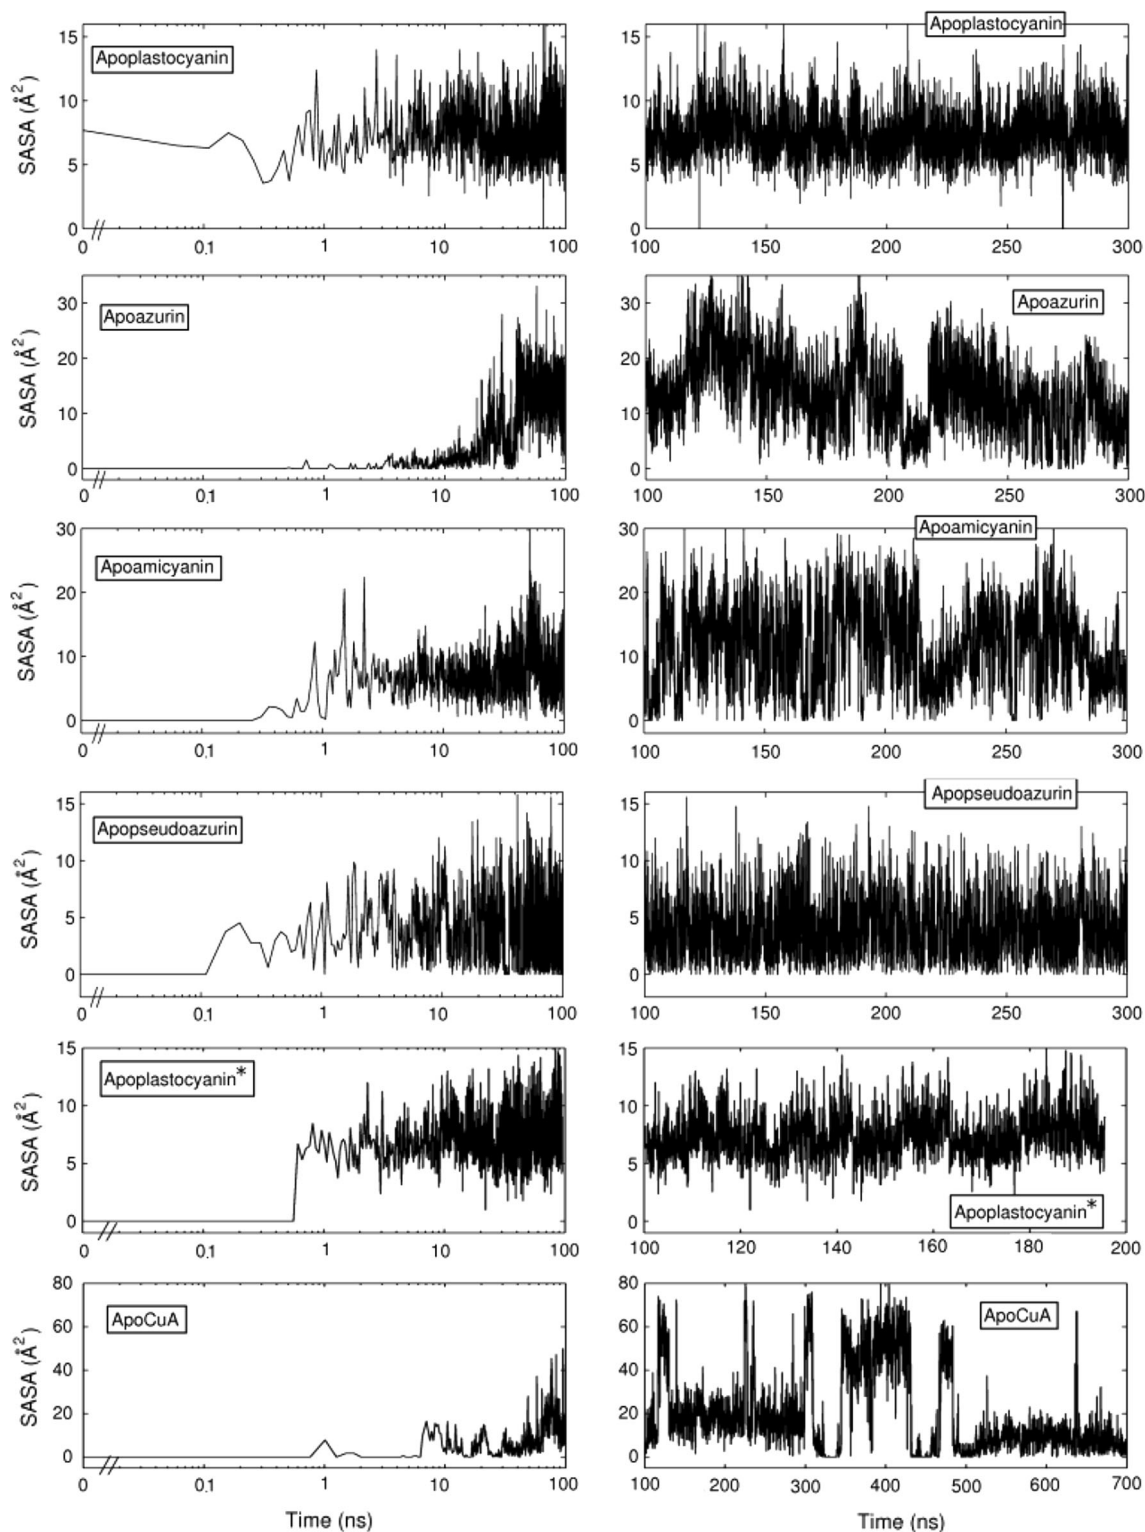 15
10
5
0
SASA (Å²)
Apoplastocyanin
0 0.1 1 10 100
Apoplastocyanin
15
10
5
0
100 150 200 250 300
30
20
10
0
SASA (Å²)
Apoazurin
0 0.1 1 10 100
Apoazurin
30
20
10
0
100 150 200 250 300
30
20
10
0
SASA (Å²)
Apoamicyanin
0 0.1 1 10 100
Apoamicyanin
30
20
10
0
100 150 200 250 300
15
10
5
0
SASA (Å²)
Apopseudoazurin
0 0.1 1 10 100
Apopseudoazurin
15
10
5
0
100 150 200 250 300
15
10
5
0
SASA (Å²)
Apoplastocyanin*
0 0.1 1 10 100
15
10
5
0
Apoplastocyanin*
100 120 140 160 180 200
80
60
40
20
0
SASA (Å²)
ApoCuA
0 0.1 1 10 100
Time (ns)
80
60
40
20
0
ApoCuA
100 200 300 400 500 600 700
Time (ns)